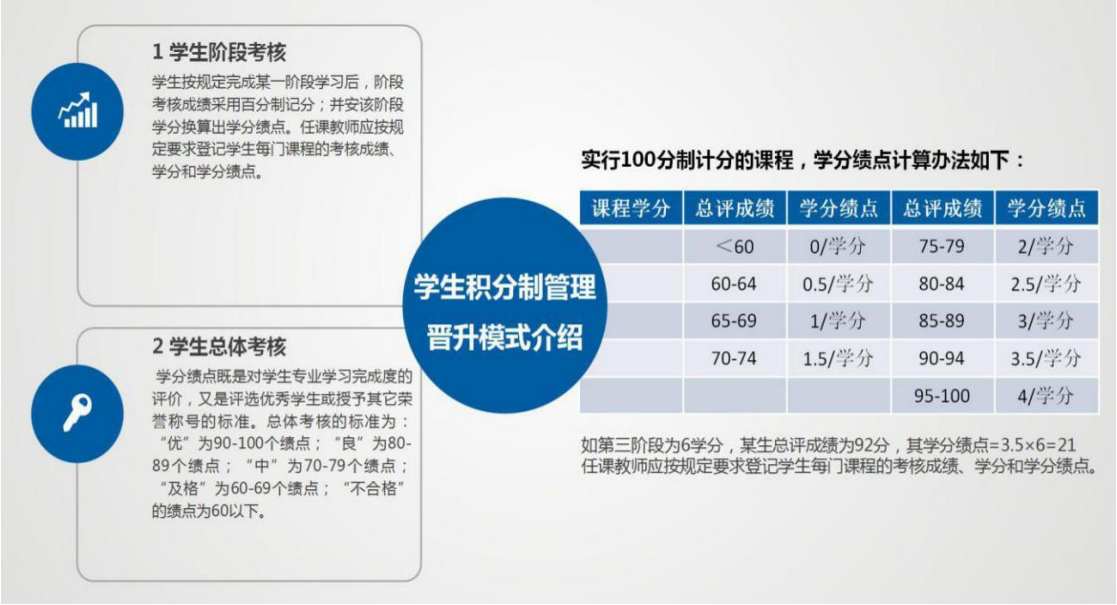 1 学生阶段考核
学生按规定完成某一阶段学习后，阶段
考核成绩采用百分制记分；并安该阶段
学分换算出学分绩点。任课教师应按规
定要求登记学生每门课程的考核成绩、
学分和学分绩点。
2 学生总体考核
学分绩点既是对学生专业学习完成度的
评价，又是评选优秀学生或授予其它荣
誉称号的标准。总体考核的标准为：
“优”为90-100个绩点；“良”为80-
89个绩点；“中”为70-79个绩点；
“及格”为60-69个绩点；“不合格”
的绩点为60以下。
学生积分制管理
晋升模式介绍
实行100分制计分的课程，学分绩点计算办法如下：
课程学分 总评成绩 学分绩点 总评成绩 学分绩点
＜60 0/学分 75-79 2/学分
60-64 0.5/学分 80-84 2.5/学分
65-69 1/学分 85-89 3/学分
70-74 1.5/学分 90-94 3.5/学分
95-100 4/学分
如第三阶段为6学分，某生总评成绩为92分，其学分绩点=3.5×6=21
任课教师应按规定要求登记学生每门课程的考核成绩、学分和学分绩点。